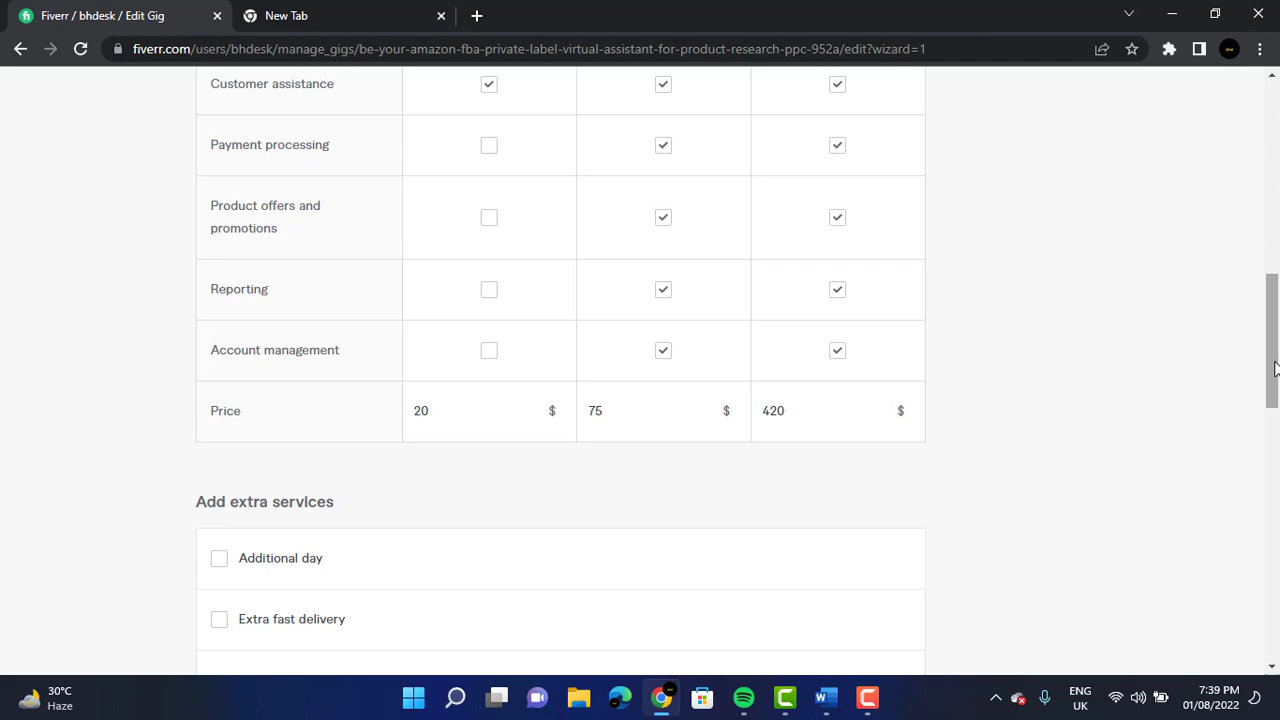 Fiverr / bhdesk / Edit Gig
New Tab
fiverr.com/users/bhdesk/manage_gigs/be-your-amazon-fba-private-label-virtual-assistant-for-product-research-ppc-952a/edit?wizard=1
Customer assistance
Payment processing
Product offers and
promotions
Reporting
Account management
Price 20 $ 75 $ 420 $
Add extra services
Additional day
Extra fast delivery
30°C
Haze
ENG
UK
7:39 PM
01/08/2022